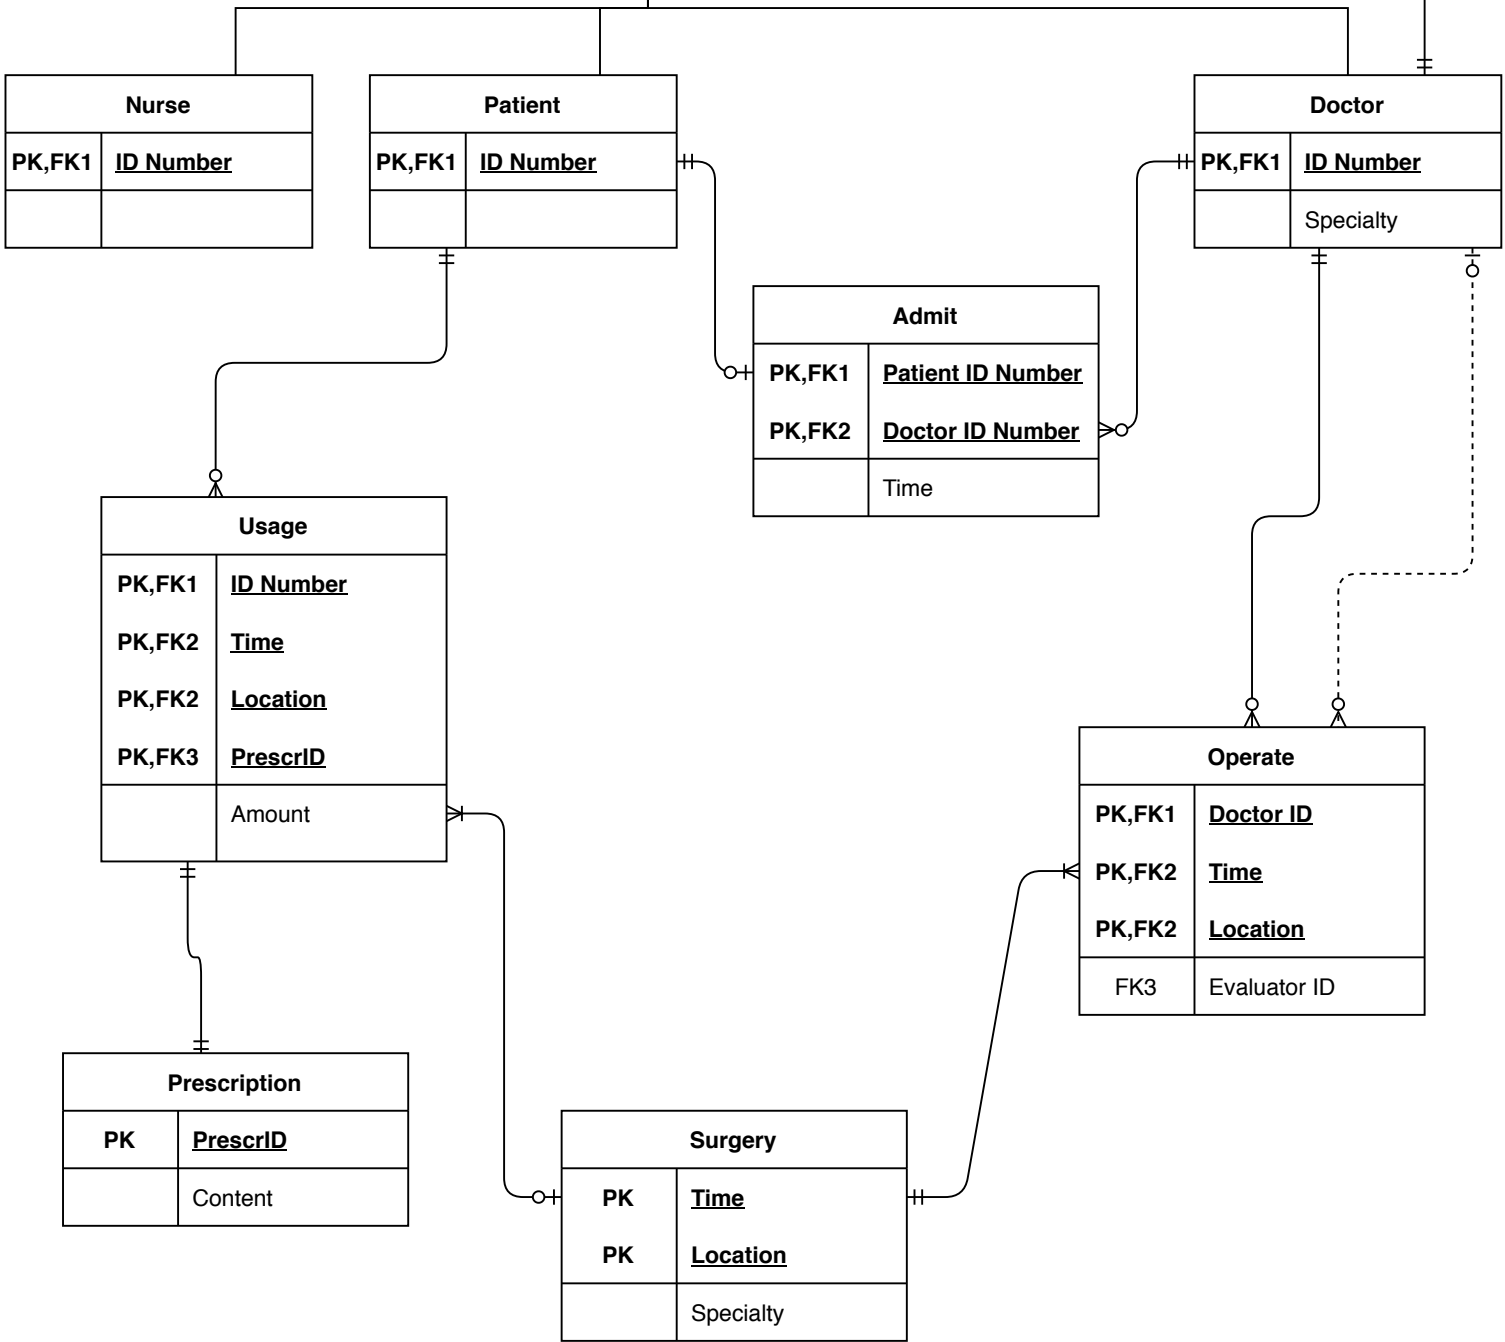 Nurse
PK,FK1 ID Number
Patient
PK,FK1 ID Number
Doctor
PK,FK1 ID Number
Specialty
Admit
PK,FK1 Patient ID Number
PK,FK2 Doctor ID Number
Time
Usage
PK,FK1 ID Number
PK,FK2 Time
PK,FK2 Location
PK,FK3 PrescrID
Amount
Operate
PK,FK1 Doctor ID
PK,FK2 Time
PK,FK2 Location
FK3 Evaluator ID
Prescription
PK PrescrID
Content
Surgery
PK Time
PK Location
Specialty